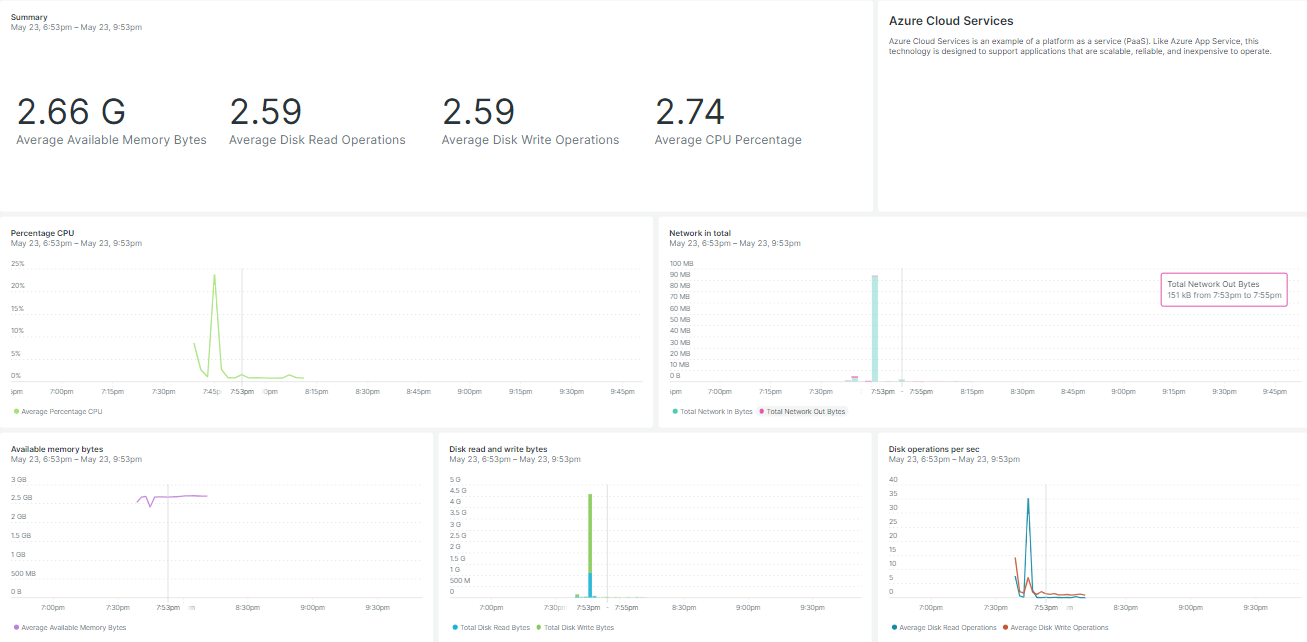 Summary
May 23, 6:53pm – May 23, 9:53pm
2.66 G
Average Available Memory Bytes
2.59
Average Disk Read Operations
2.59
Average Disk Write Operations
2.74
Average CPU Percentage
Azure Cloud Services
Azure Cloud Services is an example of a platform as a service (PaaS). Like Azure App Service, this
technology is designed to support applications that are scalable, reliable, and inexpensive to operate.
Percentage CPU
May 23, 6:53pm – May 23, 9:53pm
25%
20%
15%
10%
5%
0%
7:00pm 7:15pm 7:30pm 7:45p 7:53pm 8:15pm 8:30pm 8:45pm 9:00pm 9:15pm 9:30pm 9:45pm
Average Percentage CPU
Network in total
May 23, 6:53pm – May 23, 9:53pm
100 MB
90 MB
80 MB
70 MB
60 MB
50 MB
40 MB
30 MB
20 MB
10 MB
0 B
Total Network Out Bytes
151 kB from 7:53pm to 7:55pm
7:00pm 7:15pm 7:30pm 7:53pm - 7:55pm 8:15pm 8:30pm 8:45pm 9:00pm 9:15pm 9:30pm 9:45pm
Total Network In Bytes Total Network Out Bytes
Available memory bytes
May 23, 6:53pm – May 23, 9:53pm
3 GB
2.5 GB
2 GB
1.5 GB
1 GB
500 MB
0 B
7:00pm 7:30pm 7:53pm 8:30pm 9:00pm 9:30pm
Average Available Memory Bytes
Disk read and write bytes
May 23, 6:53pm – May 23, 9:53pm
5 G
4.5 G
4 G
3.5 G
3 G
2.5 G
2 G
1.5 G
1 G
500 M
0
7:00pm 7:30p 7:53pm - 7:55pm 8:30pm 9:00pm 9:30pm
Total Disk Read Bytes Total Disk Write Bytes
Disk operations per sec
May 23, 6:53pm – May 23, 9:53pm
40
35
30
25
20
15
10
5
0
7:00pm 7:30pm 7:53pm 8:30pm 9:00pm 9:30pm
Average Disk Read Operations Average Disk Write Operations